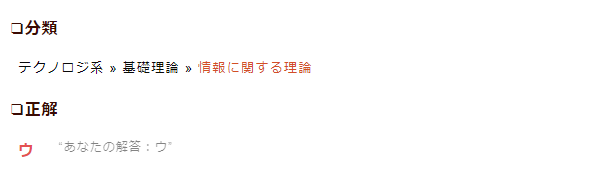 ❏分類
テクノロジ系 » 基礎理論 » 情報に関する理論
❏正解
ウ “あなたの解答：ウ”